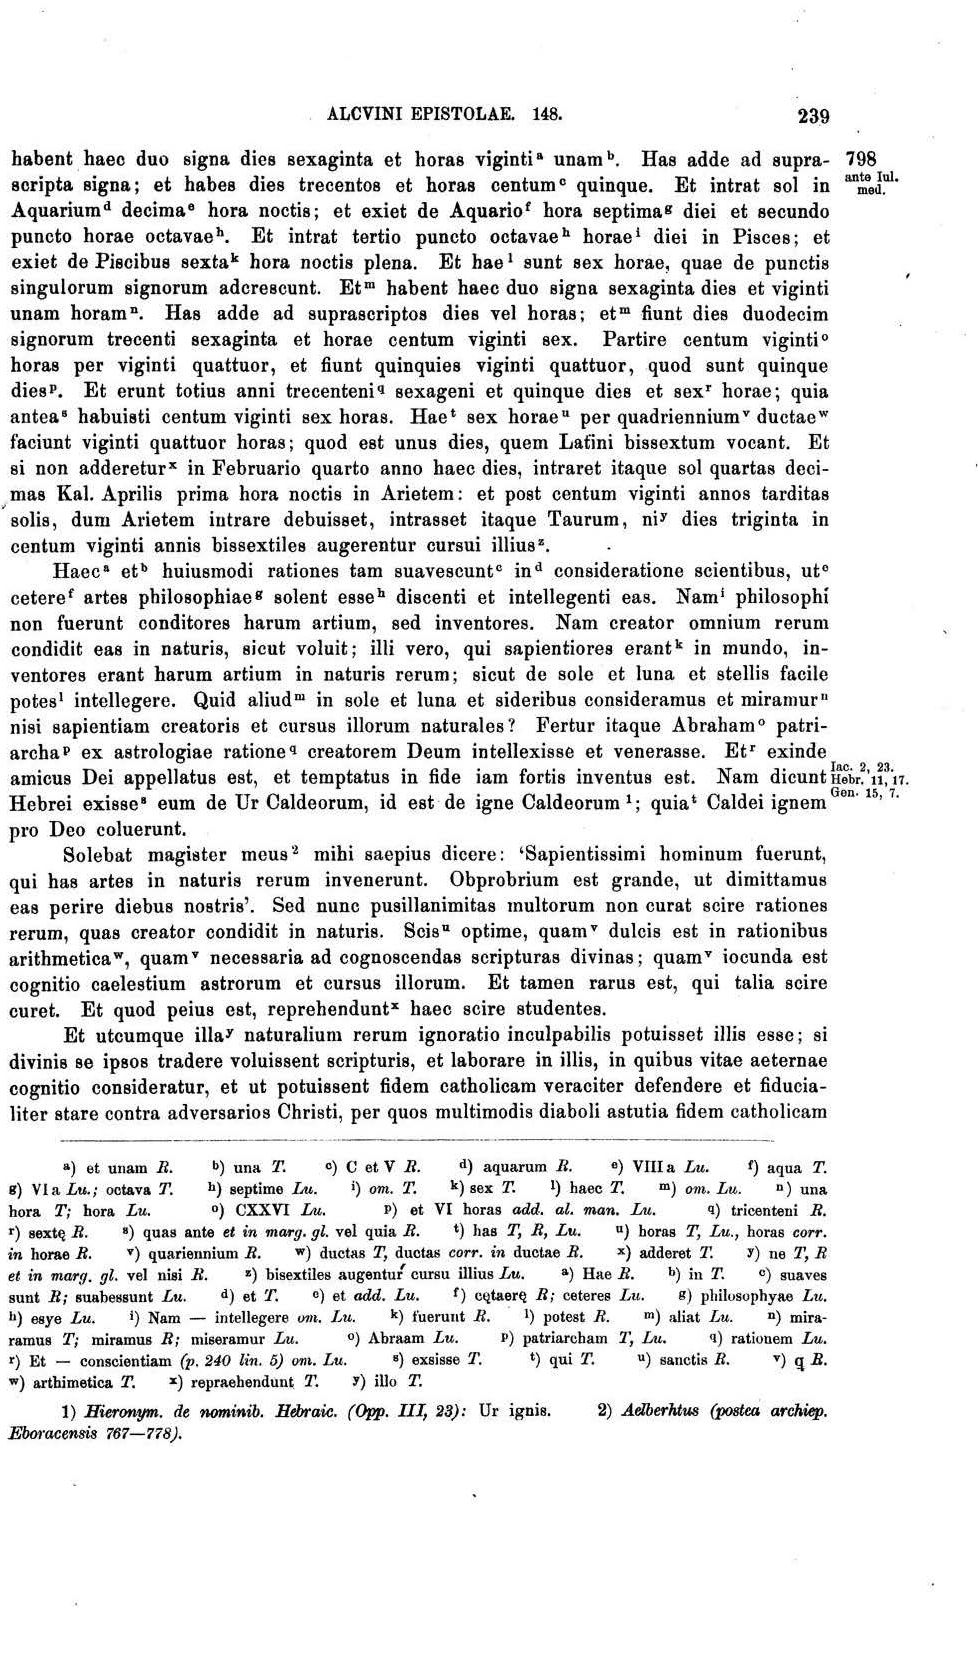 ALCVINI EPISTOLAE. 148. 239
habent haec duo signa dies sexaginta et horas viginti ᵃ unam ᵇ. Has adde ad supra- 798
scripta signa; et habes dies trecentos et horas centum ᶜ quinque. Et intrat sol in ante Iul. med.
Aquarium ᵈ decima ᵉ hora noctis; et exiet de Aquario ᶠ hora septima ᵍ diei et secundo
puncto horae octavae ʰ. Et intrat tertio puncto octavae ʰ horae ⁱ diei in Pisces; et
exiet de Piscibus sexta ᵏ hora noctis plena. Et hae ˡ sunt sex horae, quae de punctis
singulorum signorum adcrescunt. Et ᵐ habent haec duo signa sexaginta dies et viginti
unam horam ⁿ. Has adde ad suprascriptos dies vel horas; et ᵐ fiunt dies duodecim
signorum trecenti sexaginta et horae centum viginti sex. Partire centum viginti ᵒ
horas per viginti quattuor, et fiunt quinquies viginti quattuor, quod sunt quinque
dies ᵖ. Et erunt totius anni trecenteni q sexageni et quinque dies et sex ʳ horae; quia
antea ˢ habuisti centum viginti sex horas. Hae ᵗ sex horae ᵘ per quadriennium ᵛ ductae ʷ
faciunt viginti quattuor horas; quod est unus dies, quem Latini bissextum vocant. Et
si non adderetur ˣ in Februario quarto anno haec dies, intraret itaque sol quartas deci-
mas Kal. Aprilis prima hora noctis in Arietem: et post centum viginti annos tarditas
solis, dum Arietem intrare debuisset, intrasset itaque Taurum, ni ʸ dies triginta in
centum viginti annis bissextiles augerentur cursui illius ᶻ.
Haec ᵃ et ᵇ huiusmodi rationes tam suavescunt ᶜ in ᵈ consideratione scientibus, ut ᵉ
cetere ᶠ artes philosophiae ᵍ solent esse ʰ discenti et intellegenti eas. Nam ⁱ philosophi
non fuerunt conditores harum artium, sed inventores. Nam creator omnium rerum
condidit eas in naturis, sicut voluit; illi vero, qui sapientiores erant ᵏ in mundo, in-
ventores erant harum artium in naturis rerum; sicut de sole et luna et stellis facile
potes ˡ intellegere. Quid aliud ᵐ in sole et luna et sideribus consideramus et miramur ⁿ
nisi sapientiam creatoris et cursus illorum naturales? Fertur itaque Abraham ᵒ patri-
archa ᵖ ex astrologiae ratione q creatorem Deum intellexisse et venerasse. Et ʳ exinde
amicus Dei appellatus est, et temptatus in fide iam fortis inventus est. Nam dicunt Iac. 2, 23. Hebr. 11, 17.
Hebrei exisse ˢ eum de Ur Caldeorum, id est de igne Caldeorum ¹; quia ᵗ Caldei ignem Gen. 15, 7.
pro Deo coluerunt.
Solebat magister meus ² mihi saepius dicere: ‘Sapientissimi hominum fuerunt,
qui has artes in naturis rerum invenerunt. Obprobrium est grande, ut dimittamus
eas perire diebus nostris’. Sed nunc pusillanimitas multorum non curat scire rationes
rerum, quas creator condidit in naturis. Scis ᵘ optime, quam ᵛ dulcis est in rationibus
arithmetica ʷ, quam ᵛ necessaria ad cognoscendas scripturas divinas; quam ᵛ iocunda est
cognitio caelestium astrorum et cursus illorum. Et tamen rarus est, qui talia scire
curet. Et quod peius est, reprehendunt ˣ haec scire studentes.
Et utcumque illa ʸ naturalium rerum ignoratio inculpabilis potuisset illis esse; si
divinis se ipsos tradere voluissent scripturis, et laborare in illis, in quibus vitae aeternae
cognitio consideratur, et ut potuissent fidem catholicam veraciter defendere et fiducia-
liter stare contra adversarios Christi, per quos multimodis diaboli astutia fidem catholicam
ᵃ) et unam R. ᵇ) una T. ᶜ) C et V R. ᵈ) aquarum R. ᵉ) VIIIa Lu. ᶠ) aqua T.
ᵍ) VIa Lu.; octava T. ʰ) septime Lu. ⁱ) om. T. ᵏ) sex T. ˡ) haec T. ᵐ) om. Lu. ⁿ) una
hora T; hora Lu. ᵒ) CXXVI Lu. ᵖ) et VI horas add. al. man. Lu. q) tricenteni R.
ʳ) sextę R. ˢ) quas ante et in marg. gl. vel quia R. ᵗ) has T, R, Lu. ᵘ) horas T, Lu., horas corr.
in horae R. ᵛ) quariennium R. ʷ) ductas T, ductas corr. in ductae R. ˣ) adderet T. ʸ) ne T, R
et in marg. gl. vel nisi R. ᶻ) bisextiles augentur cursu illius Lu. ᵃ) Hae R. ᵇ) in T. ᶜ) suaves
sunt R; suabessunt Lu. ᵈ) et T. ᵉ) et add. Lu. ᶠ) cętaerę R; ceteres Lu. ᵍ) philosophyae Lu.
ʰ) esye Lu. ⁱ) Nam — intellegere om. Lu. ᵏ) fuerunt R. ˡ) potest R. ᵐ) aliat Lu. ⁿ) mira-
ramus T; miramus R; miseramur Lu. ᵒ) Abraam Lu. ᵖ) patriarcham T, Lu. q) rationem Lu.
ʳ) Et — conscientiam (p. 240 lin. 5) om. Lu. ˢ) exsisse T. ᵗ) qui T. ᵘ) sanctis R. ᵛ) q R.
ʷ) arthimetica T. ˣ) repraehendunt T. ʸ) illo T.
1) Hieronym. de nominib. Hebraic. (Opp. III, 23): Ur ignis. 2) Aelberhtus (postea archiep.
Eboracensis 767—778).